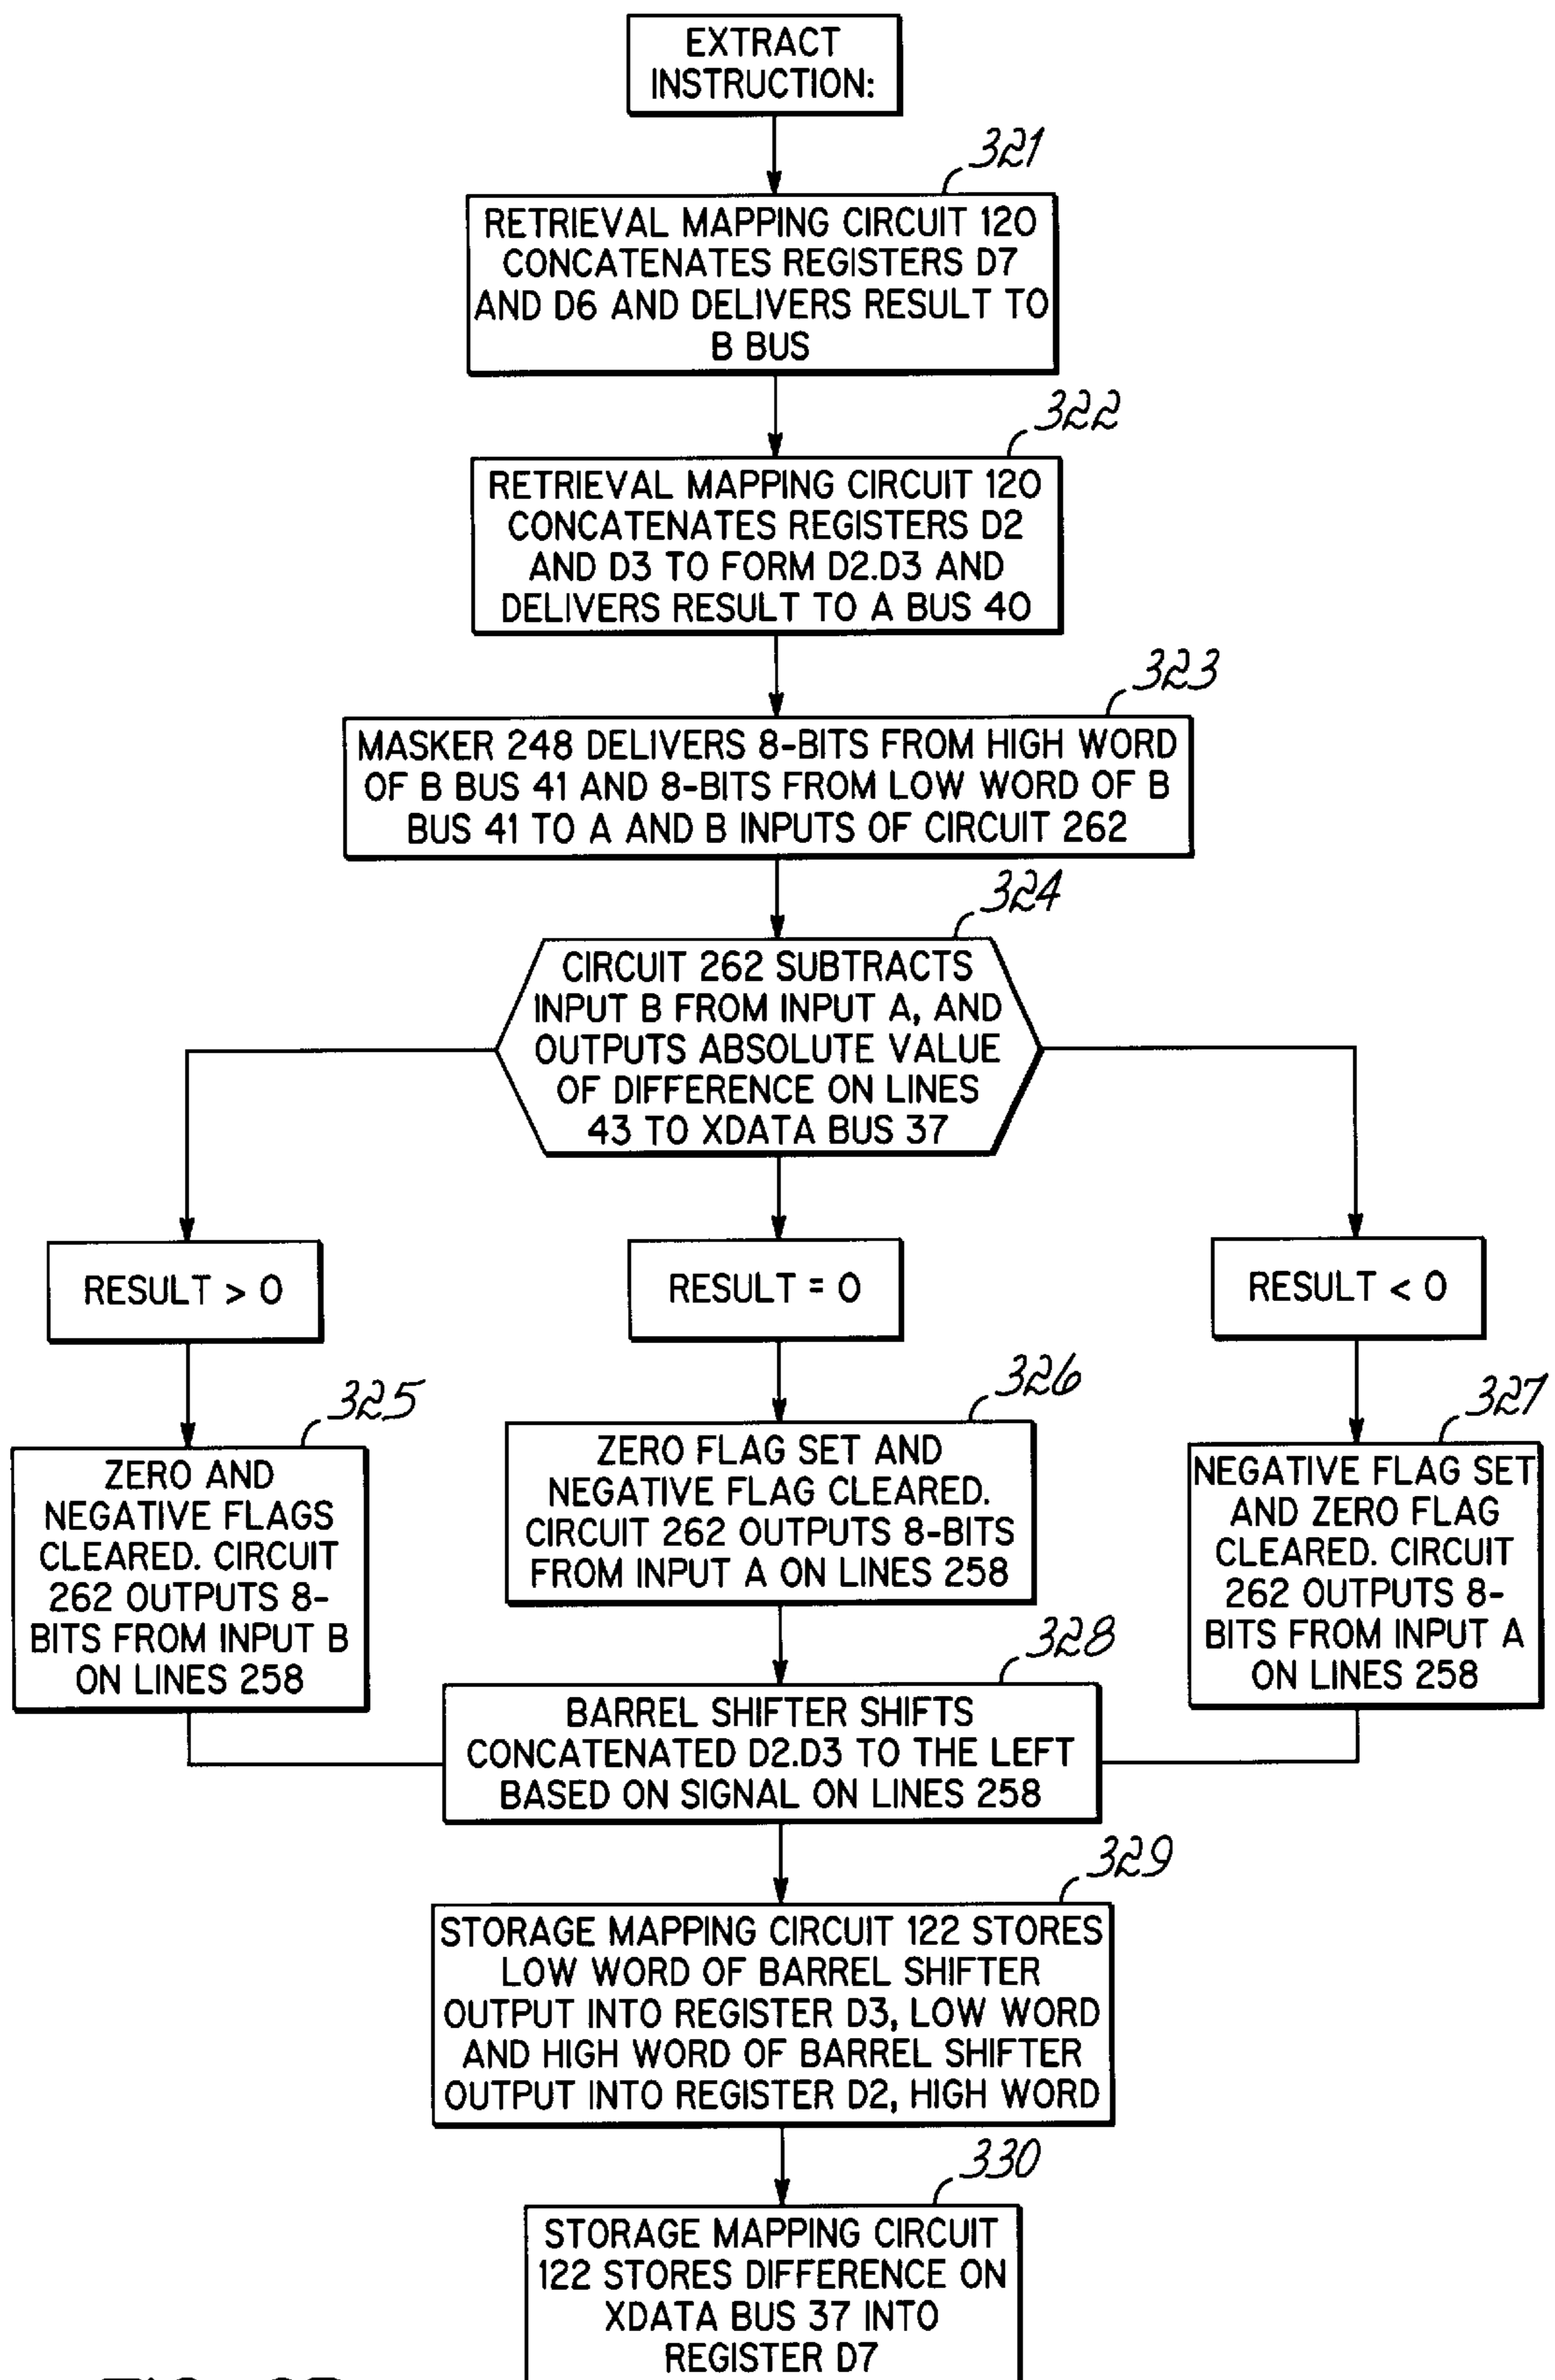 EXTRACT
INSTRUCTION:
321
RETRIEVAL MAPPING CIRCUIT 120
CONCATENATES REGISTERS D7
AND D6 AND DELIVERS RESULT TO
B BUS
322
RETRIEVAL MAPPING CIRCUIT 120
CONCATENATES REGISTERS D2
AND D3 TO FORM D2.D3 AND
DELIVERS RESULT TO A BUS 40
323
MASKER 248 DELIVERS 8-BITS FROM HIGH WORD
OF B BUS 41 AND 8-BITS FROM LOW WORD OF B
BUS 41 TO A AND B INPUTS OF CIRCUIT 262
324
CIRCUIT 262 SUBTRACTS
INPUT B FROM INPUT A, AND
OUTPUTS ABSOLUTE VALUE
OF DIFFERENCE ON LINES
43 TO XDATA BUS 37
RESULT > 0
RESULT = 0
RESULT < 0
325
ZERO AND
NEGATIVE FLAGS
CLEARED. CIRCUIT
262 OUTPUTS 8-
BITS FROM INPUT B
ON LINES 258
326
ZERO FLAG SET AND
NEGATIVE FLAG CLEARED.
CIRCUIT 262 OUTPUTS 8-BITS
FROM INPUT A ON LINES 258
327
NEGATIVE FLAG SET
AND ZERO FLAG
CLEARED. CIRCUIT
262 OUTPUTS 8-
BITS FROM INPUT A
ON LINES 258
328
BARREL SHIFTER SHIFTS
CONCATENATED D2.D3 TO THE LEFT
BASED ON SIGNAL ON LINES 258
329
STORAGE MAPPING CIRCUIT 122 STORES
LOW WORD OF BARREL SHIFTER
OUTPUT INTO REGISTER D3, LOW WORD
AND HIGH WORD OF BARREL SHIFTER
OUTPUT INTO REGISTER D2, HIGH WORD
330
STORAGE MAPPING CIRCUIT
122 STORES DIFFERENCE ON
XDATA BUS 37 INTO
REGISTER D7